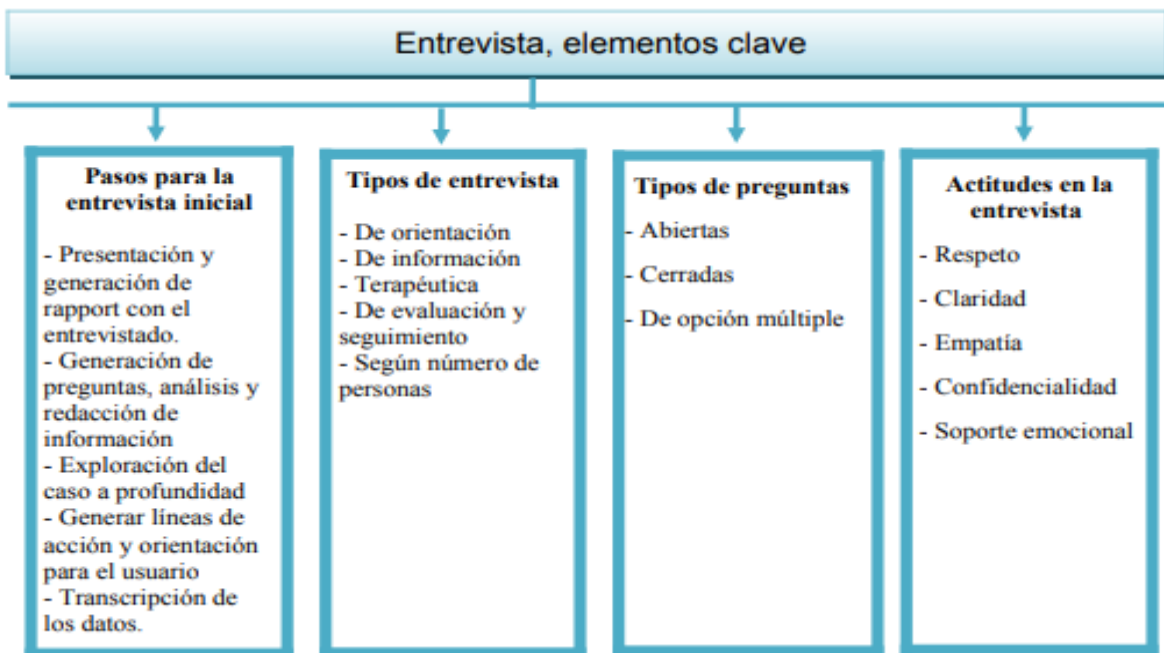 Entrevista, elementos clave
Pasos para la
entrevista inicial
- Presentación y
generación de
rapport con el
entrevistado.
- Generación de
preguntas, análisis y
redacción de
información
- Exploración del
caso a profundidad
- Generar líneas de
acción y orientación
para el usuario
- Transcripción de
los datos.
Tipos de entrevista
- De orientación
- De información
- Terapéutica
- De evaluación y
seguimiento
- Según número de
personas
Tipos de preguntas
- Abiertas
- Cerradas
- De opción múltiple
Actitudes en la
entrevista
- Respeto
- Claridad
- Empatía
- Confidencialidad
- Soporte emocional